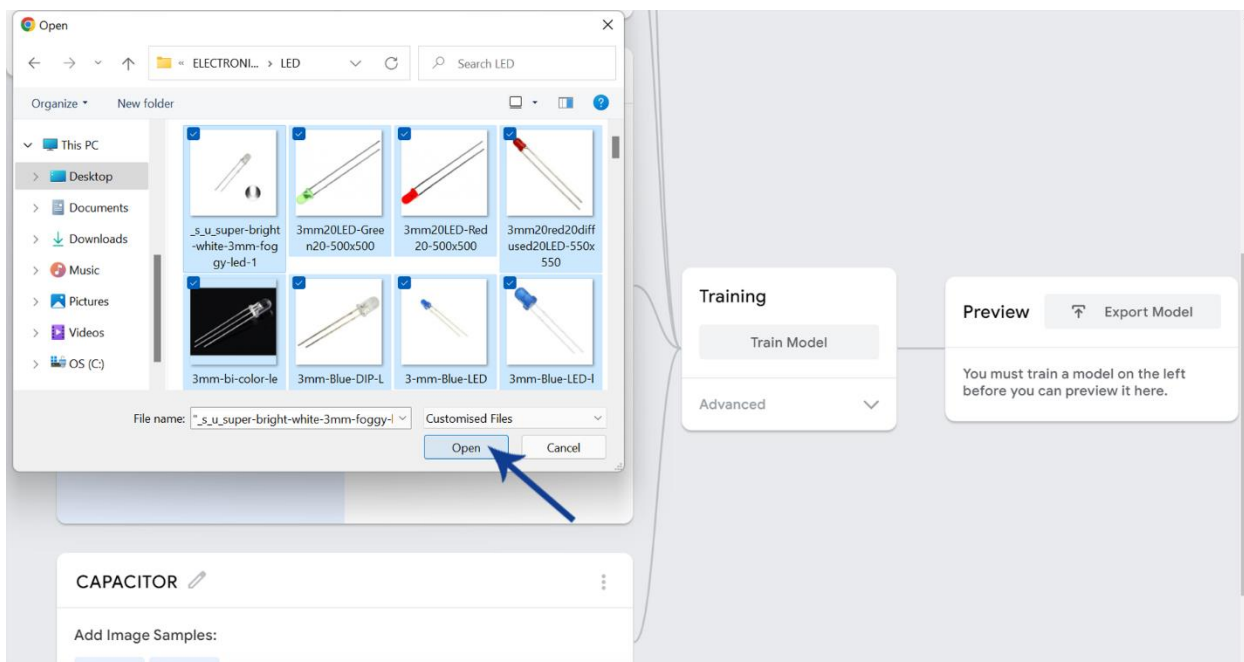 Open
« ELECTRONI... › LED
Search LED
Organize
New folder
This PC
Desktop
Documents
Downloads
Music
Pictures
Videos
OS (C:)
_s_u_super-bright
-white-3mm-fog
gy-led-1
3mm20LED-Gree
n20-500x500
3mm20LED-Red
20-500x500
3mm20red20diff
used20LED-550x
550
3mm-bi-color-le
3mm-Blue-DIP-L
3-mm-Blue-LED
3mm-Blue-LED-l
File name: "_s_u_super-bright-white-3mm-foggy-l
Customised Files
Open
Cancel
Training
Train Model
Advanced
Preview
Export Model
You must train a model on the left
before you can preview it here.
CAPACITOR
Add Image Samples: